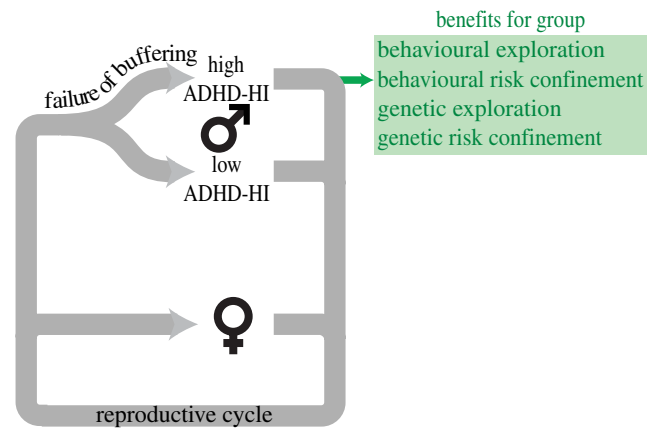 benefits for group
behavioural exploration
behavioural risk confinement
genetic exploration
genetic risk confinement
failure of buffering
high
ADHD-HI
low
ADHD-HI
reproductive cycle